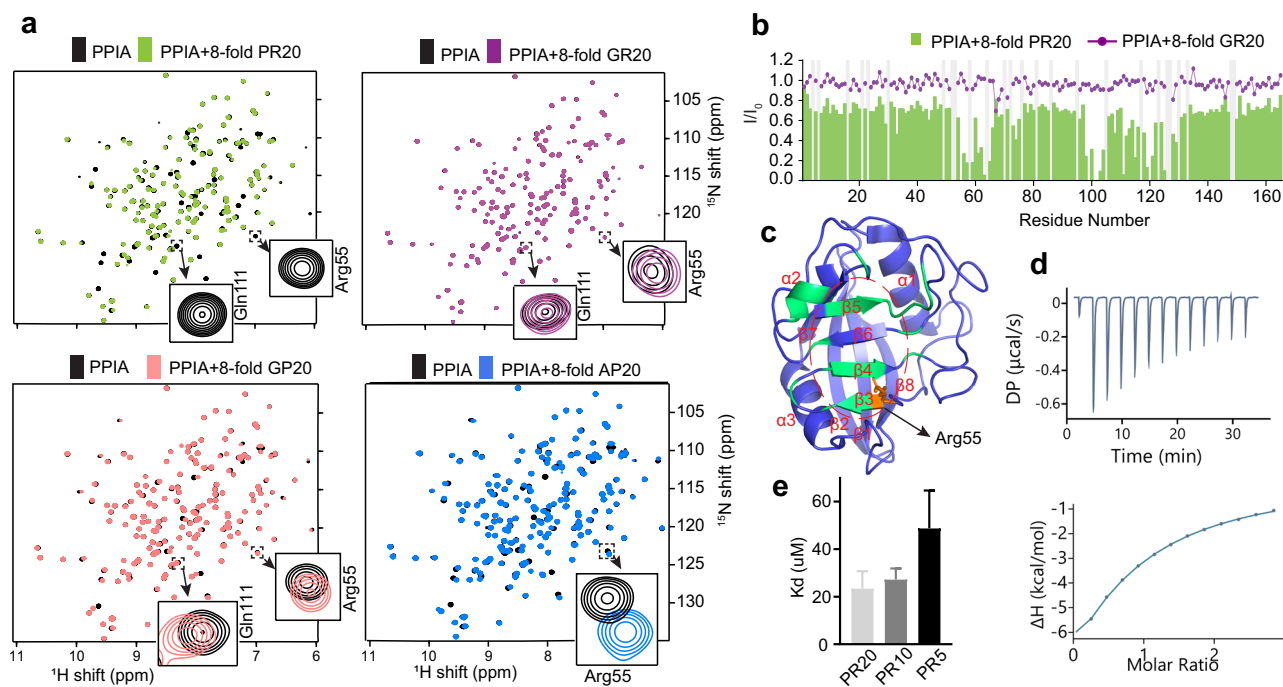 a
PPIA PPIA+8-fold PR20
PPIA PPIA+8-fold GR20
Gln111
Arg55
105
110
115
120
¹⁵N shift (ppm)
Gln111
Arg55
PPIA PPIA+8-fold GP20
PPIA PPIA+8-fold AP20
Gln111
Arg55
11 10 9 8 7 6
¹H shift (ppm)
105
110
115
120
125
130
¹⁵N shift (ppm)
11 10 9 8
¹H shift (ppm)
Arg55
b
PPIA+8-fold PR20 PPIA+8-fold GR20
1.2
1.0
0.8
0.6
0.4
0.2
0.0
I/I₀
20 40 60 80 100 120 140 160
Residue Number
c
α2
α1
β5
β7
β6
β4
β8
β3
α3
β2
β1
Arg55
d
0
-0.2
-0.4
-0.6
DP (µcal/s)
0 10 20 30
Time (min)
-1
-2
-3
-4
-5
-6
ΔH (kcal/mol)
0 1 2
Molar Ratio
e
60
40
20
0
Kd (uM)
PR20
PR10
PR5